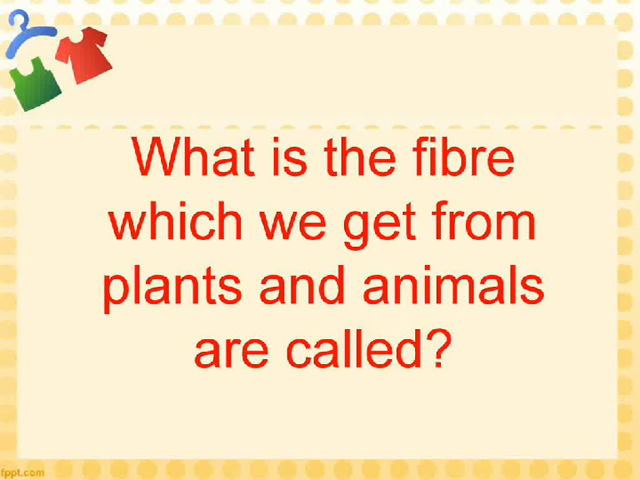 What is the fibre
which we get from
plants and animals
are called?
fppt.com